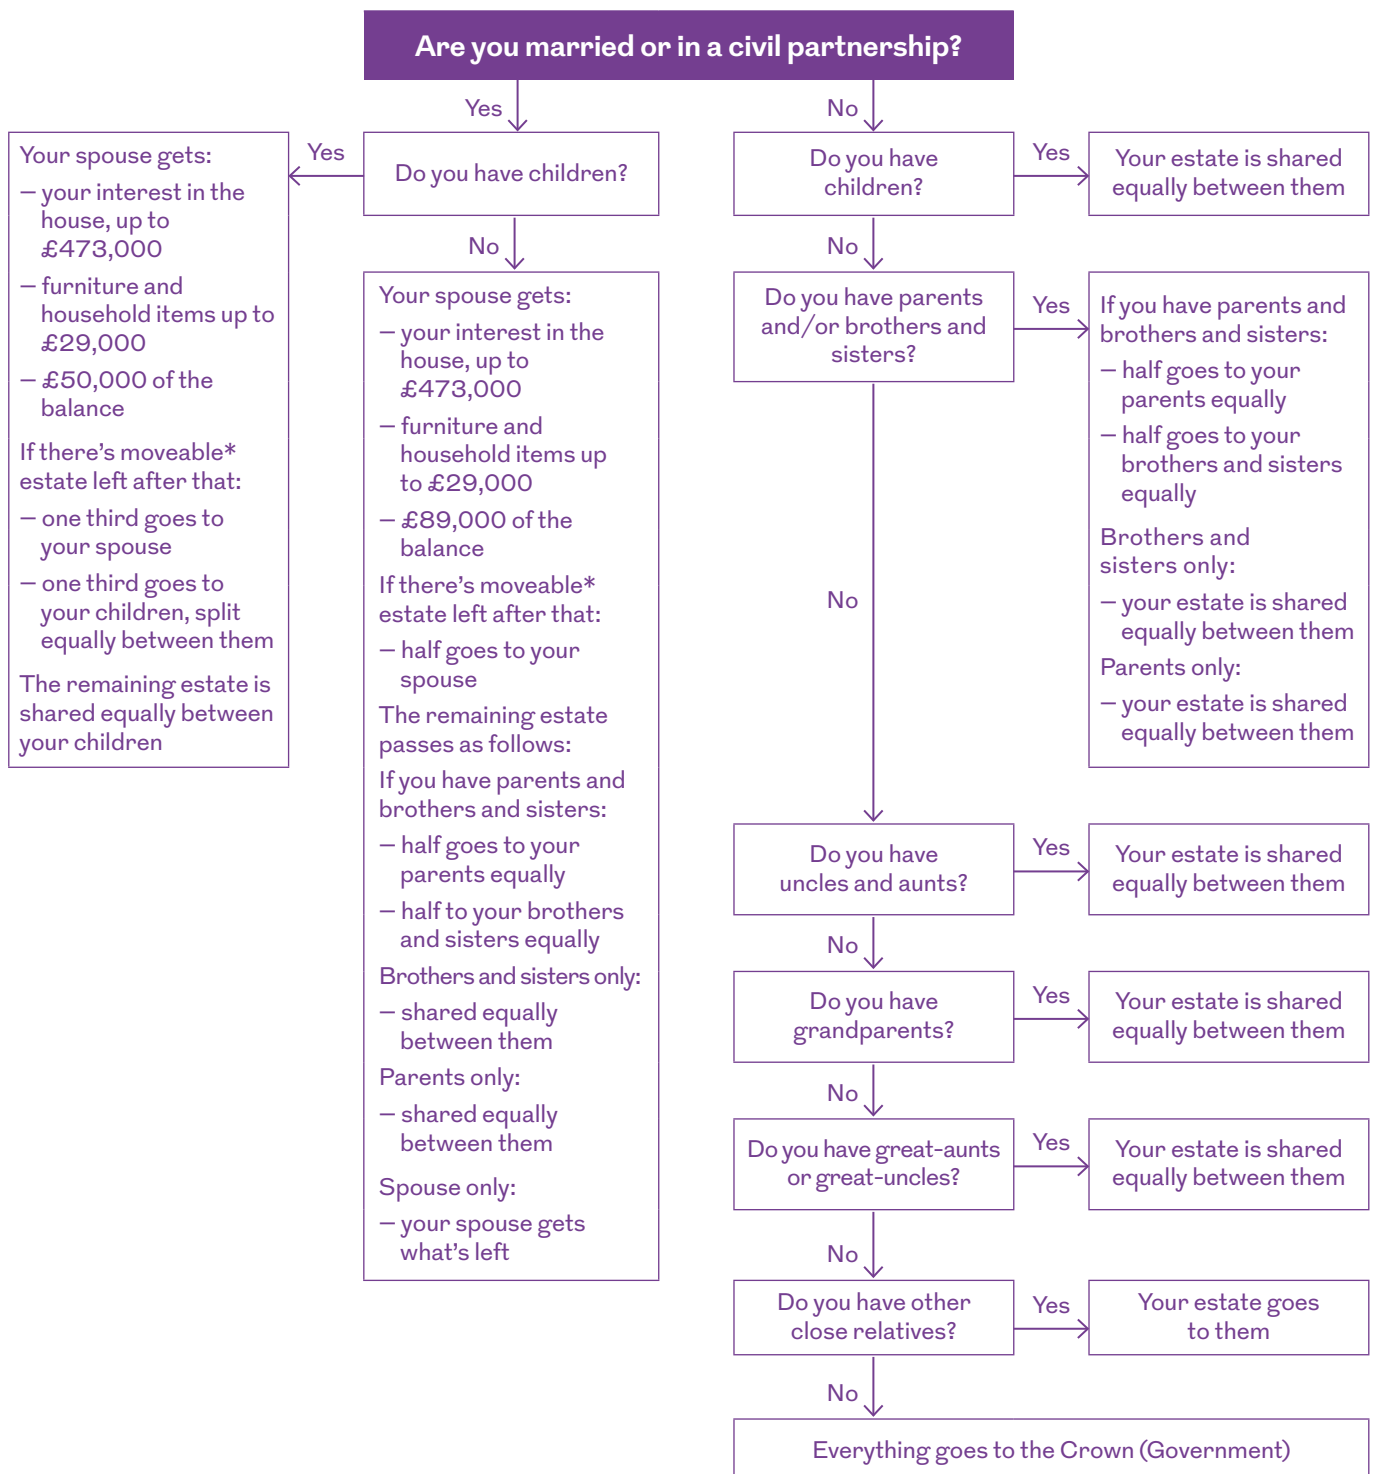 Are you married or in a civil partnership?
Yes
No
Do you have children?
Yes
Your spouse gets:
– your interest in the
house, up to
£473,000
– furniture and
household items up to
£29,000
– £50,000 of the
balance
If there's moveable*
estate left after that:
– one third goes to
your spouse
– one third goes to
your children, split
equally between them
The remaining estate is
shared equally between
your children
No
Your spouse gets:
– your interest in the
house, up to
£473,000
– furniture and
household items up
to £29,000
– £89,000 of the
balance
If there's moveable*
estate left after that:
– half goes to your
spouse
The remaining estate
passes as follows:
If you have parents and
brothers and sisters:
– half goes to your
parents equally
– half to your brothers
and sisters equally
Brothers and sisters only:
– shared equally
between them
Parents only:
– shared equally
between them
Spouse only:
– your spouse gets
what's left
Do you have
children?
Yes
Your estate is shared
equally between them
No
Do you have parents
and/or brothers and
sisters?
Yes
If you have parents and
brothers and sisters:
– half goes to your
parents equally
– half goes to your
brothers and sisters
equally
Brothers and
sisters only:
– your estate is shared
equally between them
Parents only:
– your estate is shared
equally between them
No
Do you have
uncles and aunts?
Yes
Your estate is shared
equally between them
No
Do you have
grandparents?
Yes
Your estate is shared
equally between them
No
Do you have great-aunts
or great-uncles?
Yes
Your estate is shared
equally between them
No
Do you have other
close relatives?
Yes
Your estate goes
to them
No
Everything goes to the Crown (Government)